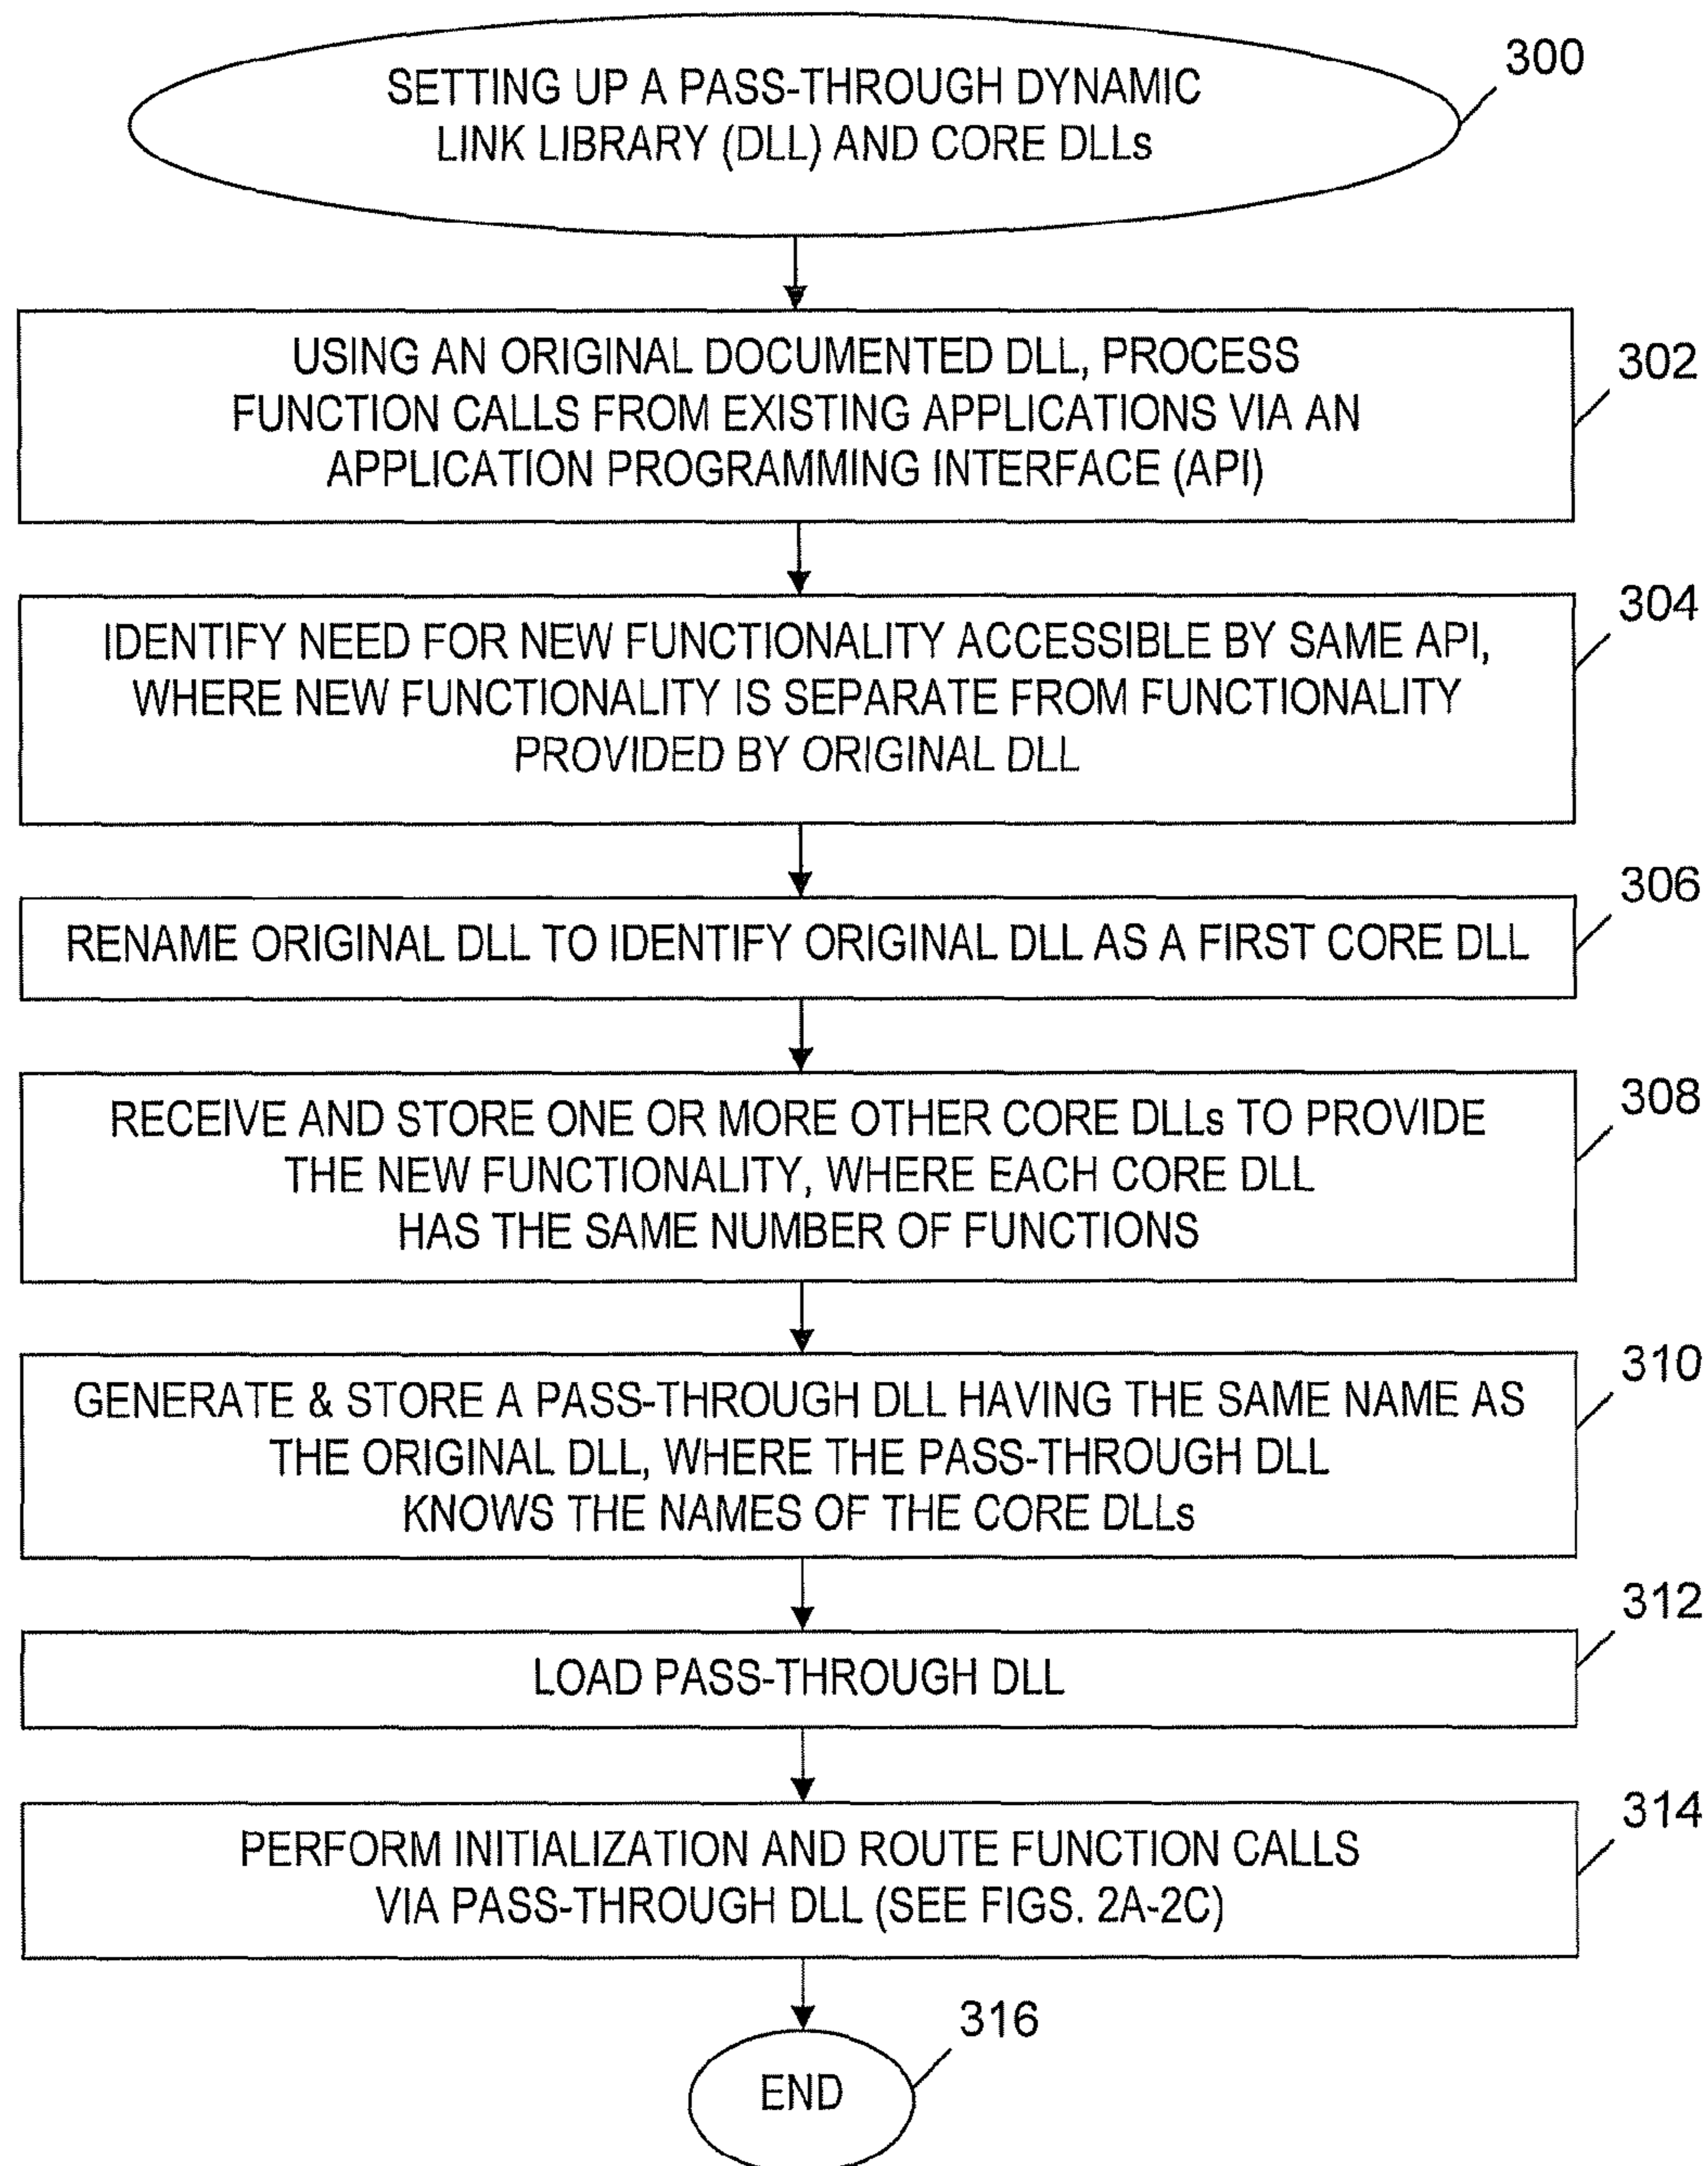 SETTING UP A PASS-THROUGH DYNAMIC
LINK LIBRARY (DLL) AND CORE DLLs
300
USING AN ORIGINAL DOCUMENTED DLL, PROCESS
FUNCTION CALLS FROM EXISTING APPLICATIONS VIA AN
APPLICATION PROGRAMMING INTERFACE (API)
302
IDENTIFY NEED FOR NEW FUNCTIONALITY ACCESSIBLE BY SAME API,
WHERE NEW FUNCTIONALITY IS SEPARATE FROM FUNCTIONALITY
PROVIDED BY ORIGINAL DLL
304
RENAME ORIGINAL DLL TO IDENTIFY ORIGINAL DLL AS A FIRST CORE DLL
306
RECEIVE AND STORE ONE OR MORE OTHER CORE DLLs TO PROVIDE
THE NEW FUNCTIONALITY, WHERE EACH CORE DLL
HAS THE SAME NUMBER OF FUNCTIONS
308
GENERATE & STORE A PASS-THROUGH DLL HAVING THE SAME NAME AS
THE ORIGINAL DLL, WHERE THE PASS-THROUGH DLL
KNOWS THE NAMES OF THE CORE DLLs
310
LOAD PASS-THROUGH DLL
312
PERFORM INITIALIZATION AND ROUTE FUNCTION CALLS
VIA PASS-THROUGH DLL (SEE FIGS. 2A-2C)
314
END
316